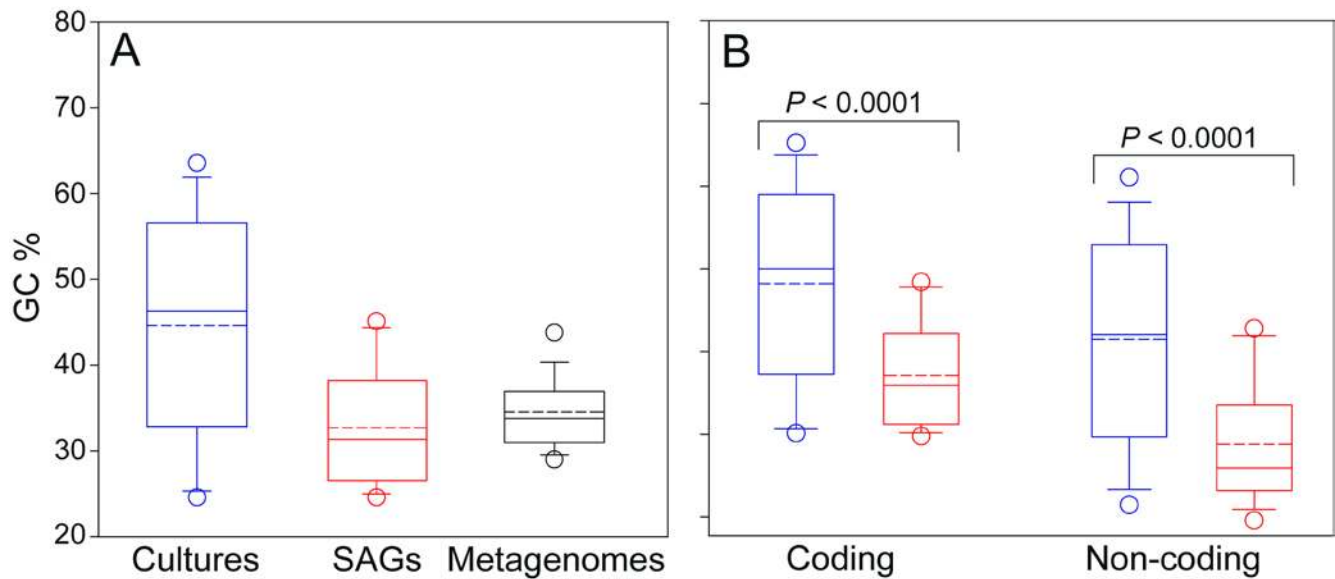 A
B
P < 0.0001
P < 0.0001
GC %
80
70
60
50
40
30
20
Cultures
SAGs
Metagenomes
Coding
Non-coding